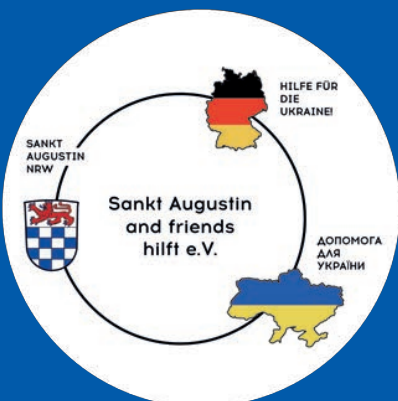 HILFE FÜR
DIE
UKRAINE!
SANKT
AUGUSTIN
NRW
Sankt Augustin
and friends
hilft e.V.
ДОПОМОГА
ДЛЯ
УКРАЇНИ